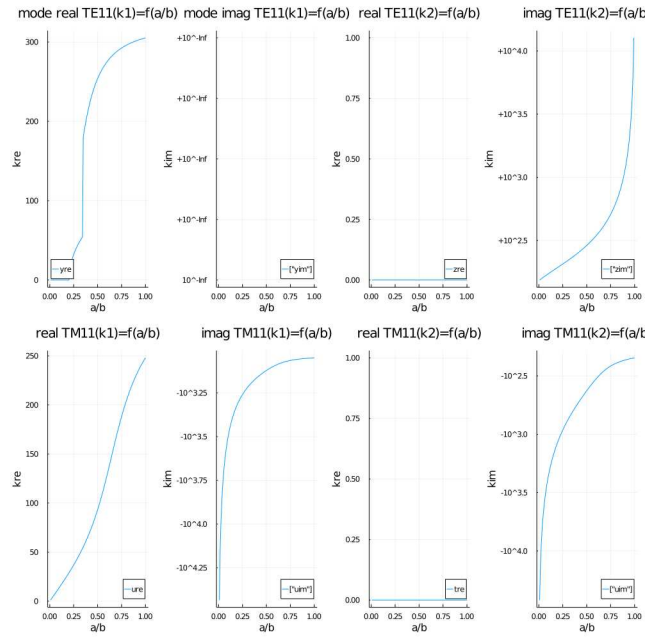 mode real TE11(k1)=f(a/b)
kre
300
200
100
0
0.00 0.25 0.50 0.75 1.00
a/b
yre
mode imag TE11(k1)=f(a/b)
kim
+10^-Inf
+10^-Inf
+10^-Inf
+10^-Inf
10^-Inf
0.00 0.25 0.50 0.75 1.00
a/b
["yim"]
real TE11(k2)=f(a/b)
kre
1.00
0.75
0.50
0.25
0.00
0.00 0.25 0.50 0.75 1.00
a/b
zre
imag TE11(k2)=f(a/b)
kim
+10^4.0
+10^3.5
+10^3.0
+10^2.5
0.00 0.25 0.50 0.75 1.00
a/b
["zim"]
real TM11(k1)=f(a/b)
kre
250
200
150
100
50
0
0.00 0.25 0.50 0.75 1.00
a/b
ure
imag TM11(k1)=f(a/b)
kim
-10^3.25
-10^3.5
-10^3.75
-10^4.0
-10^4.25
0.00 0.25 0.50 0.75 1.00
a/b
["uim"]
real TM11(k2)=f(a/b)
kre
1.00
0.75
0.50
0.25
0.00
0.00 0.25 0.50 0.75 1.00
a/b
tre
imag TM11(k2)=f(a/b)
kim
-10^2.5
-10^3.0
-10^3.5
-10^4.0
0.00 0.25 0.50 0.75 1.00
a/b
["uim"]